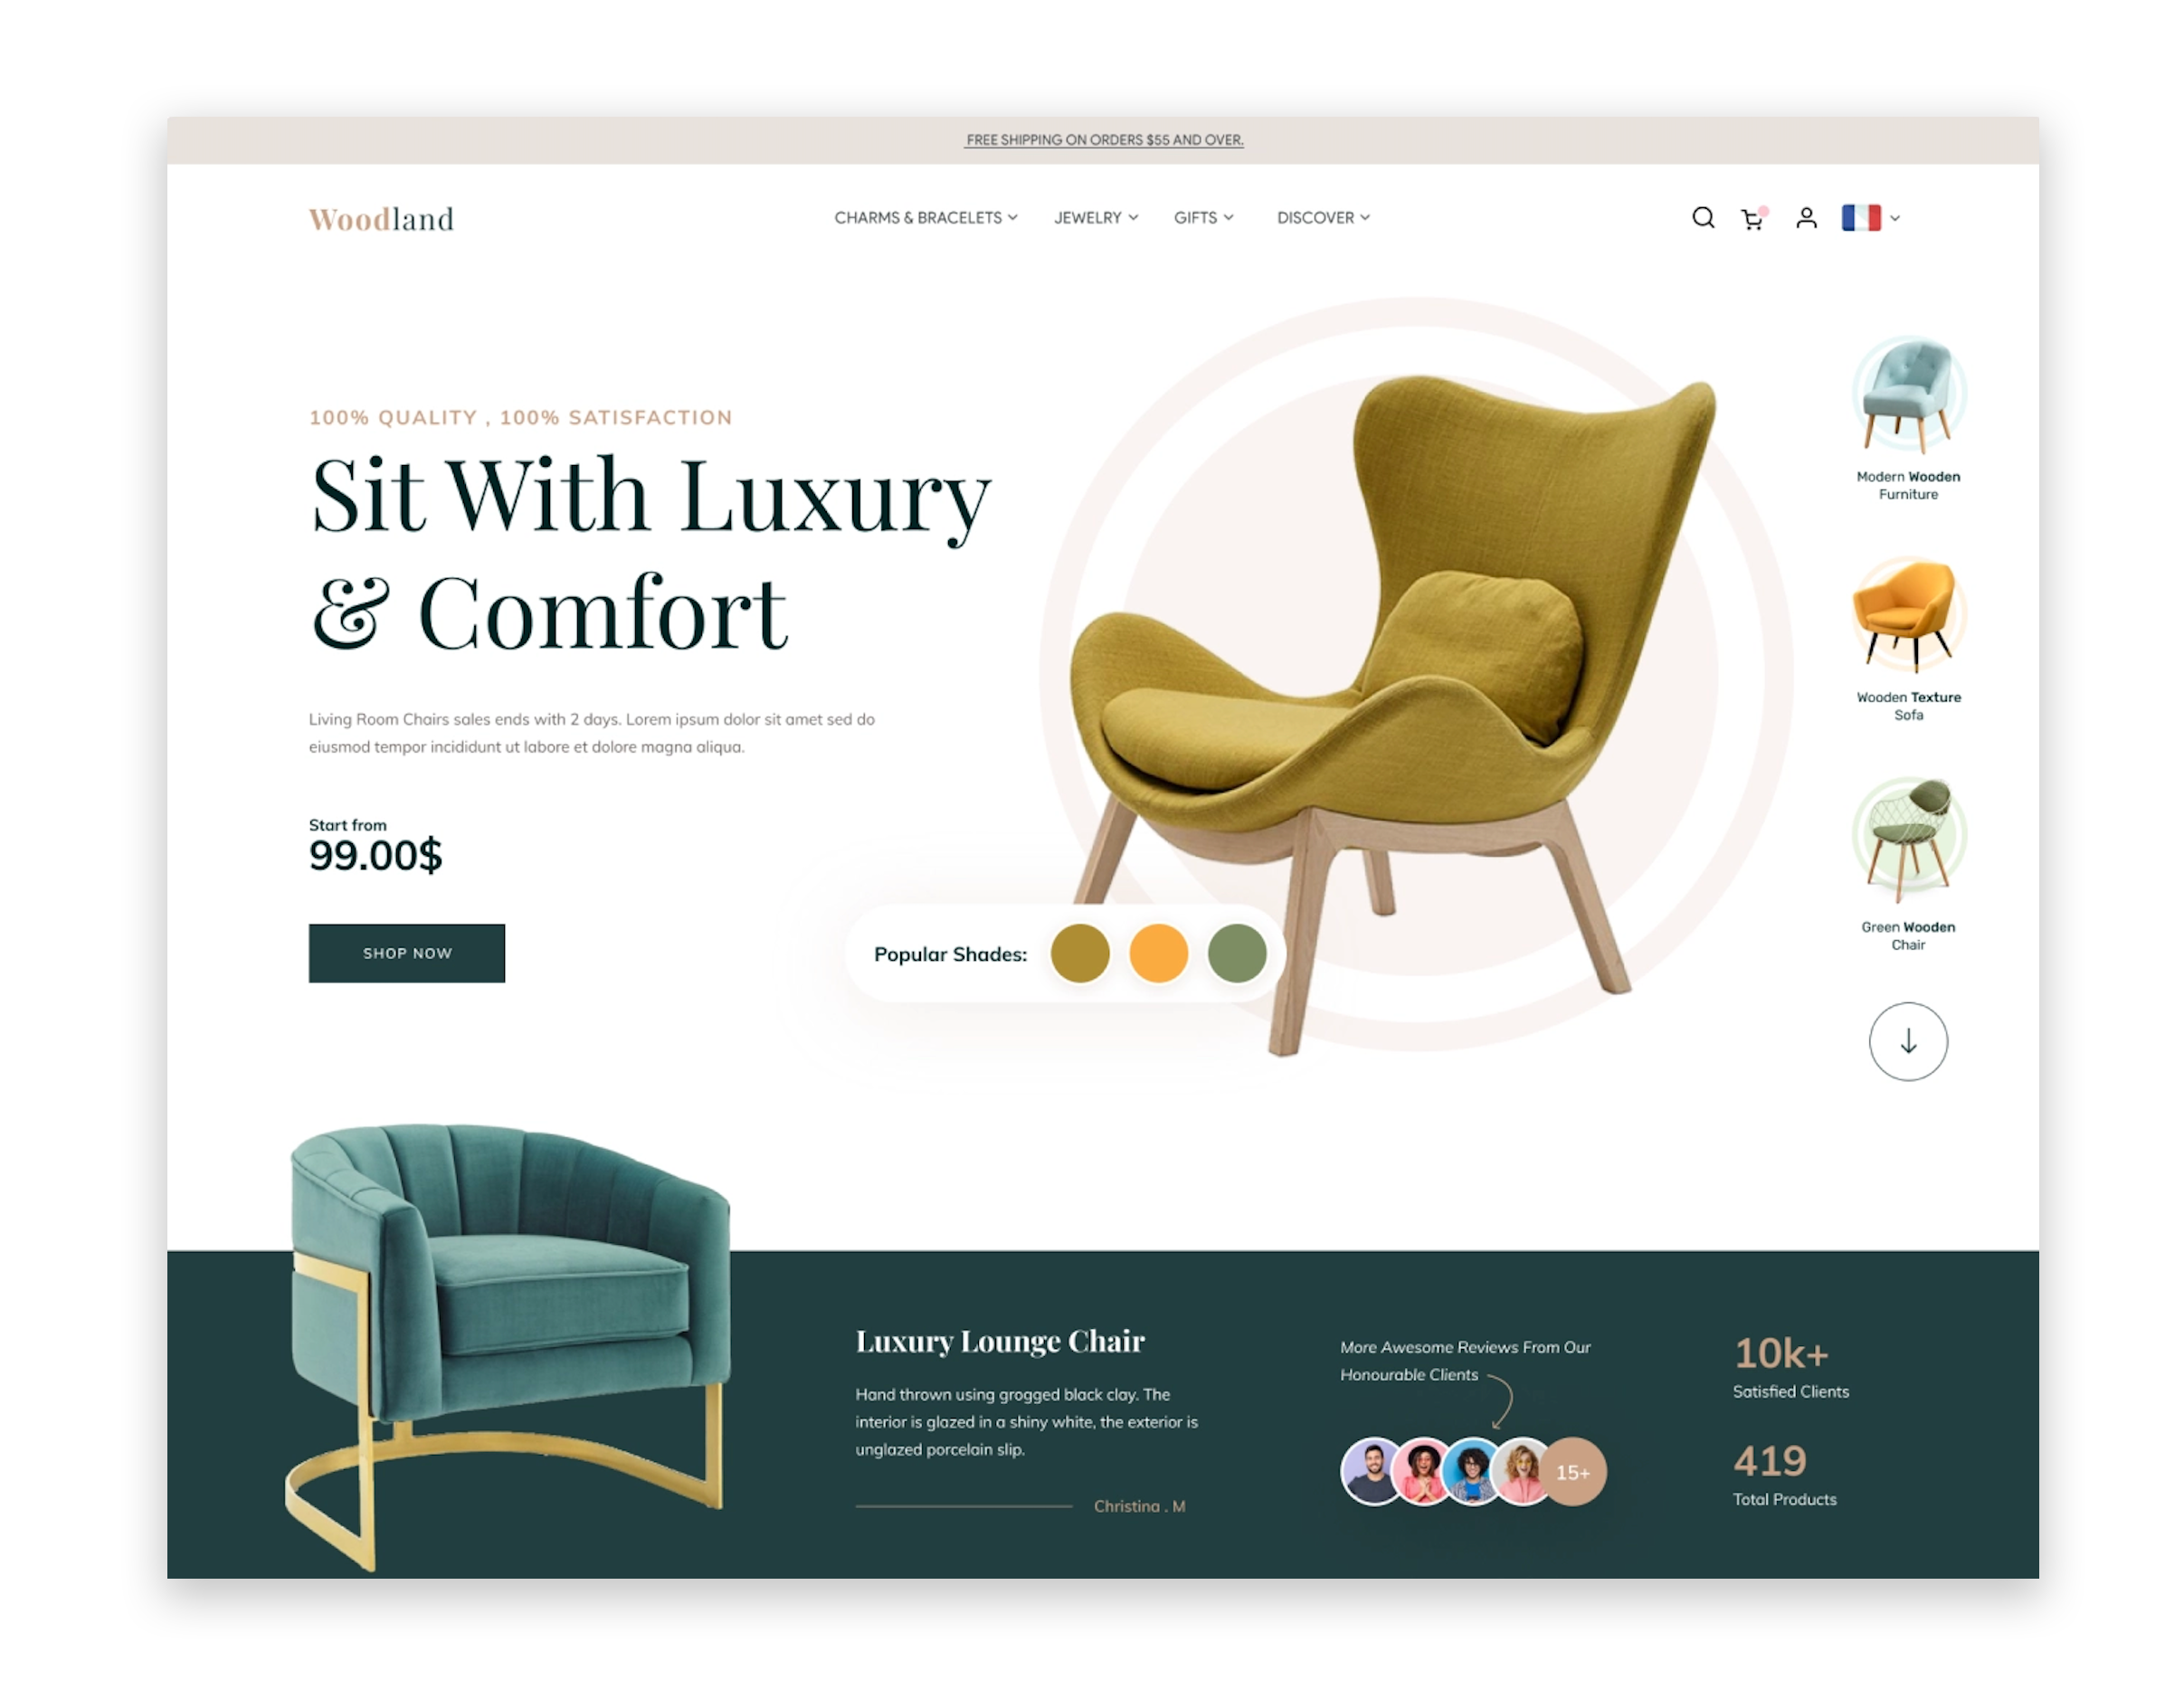 FREE SHIPPING ON ORDERS $55 AND OVER.
Woodland
CHARMS & BRACELETS
JEWELRY
GIFTS
DISCOVER
100% QUALITY , 100% SATISFACTION
Sit With Luxury
& Comfort
Living Room Chairs sales ends with 2 days. Lorem ipsum dolor sit amet sed do
eiusmod tempor incididunt ut labore et dolore magna aliqua.
Start from
99.00$
SHOP NOW
Popular Shades:
Modern Wooden
Furniture
Wooden Texture
Sofa
Green Wooden
Chair
Luxury Lounge Chair
Hand thrown using grogged black clay. The
interior is glazed in a shiny white, the exterior is
unglazed porcelain slip.
Christina . M
More Awesome Reviews From Our
Honourable Clients
15+
10k+
Satisfied Clients
419
Total Products